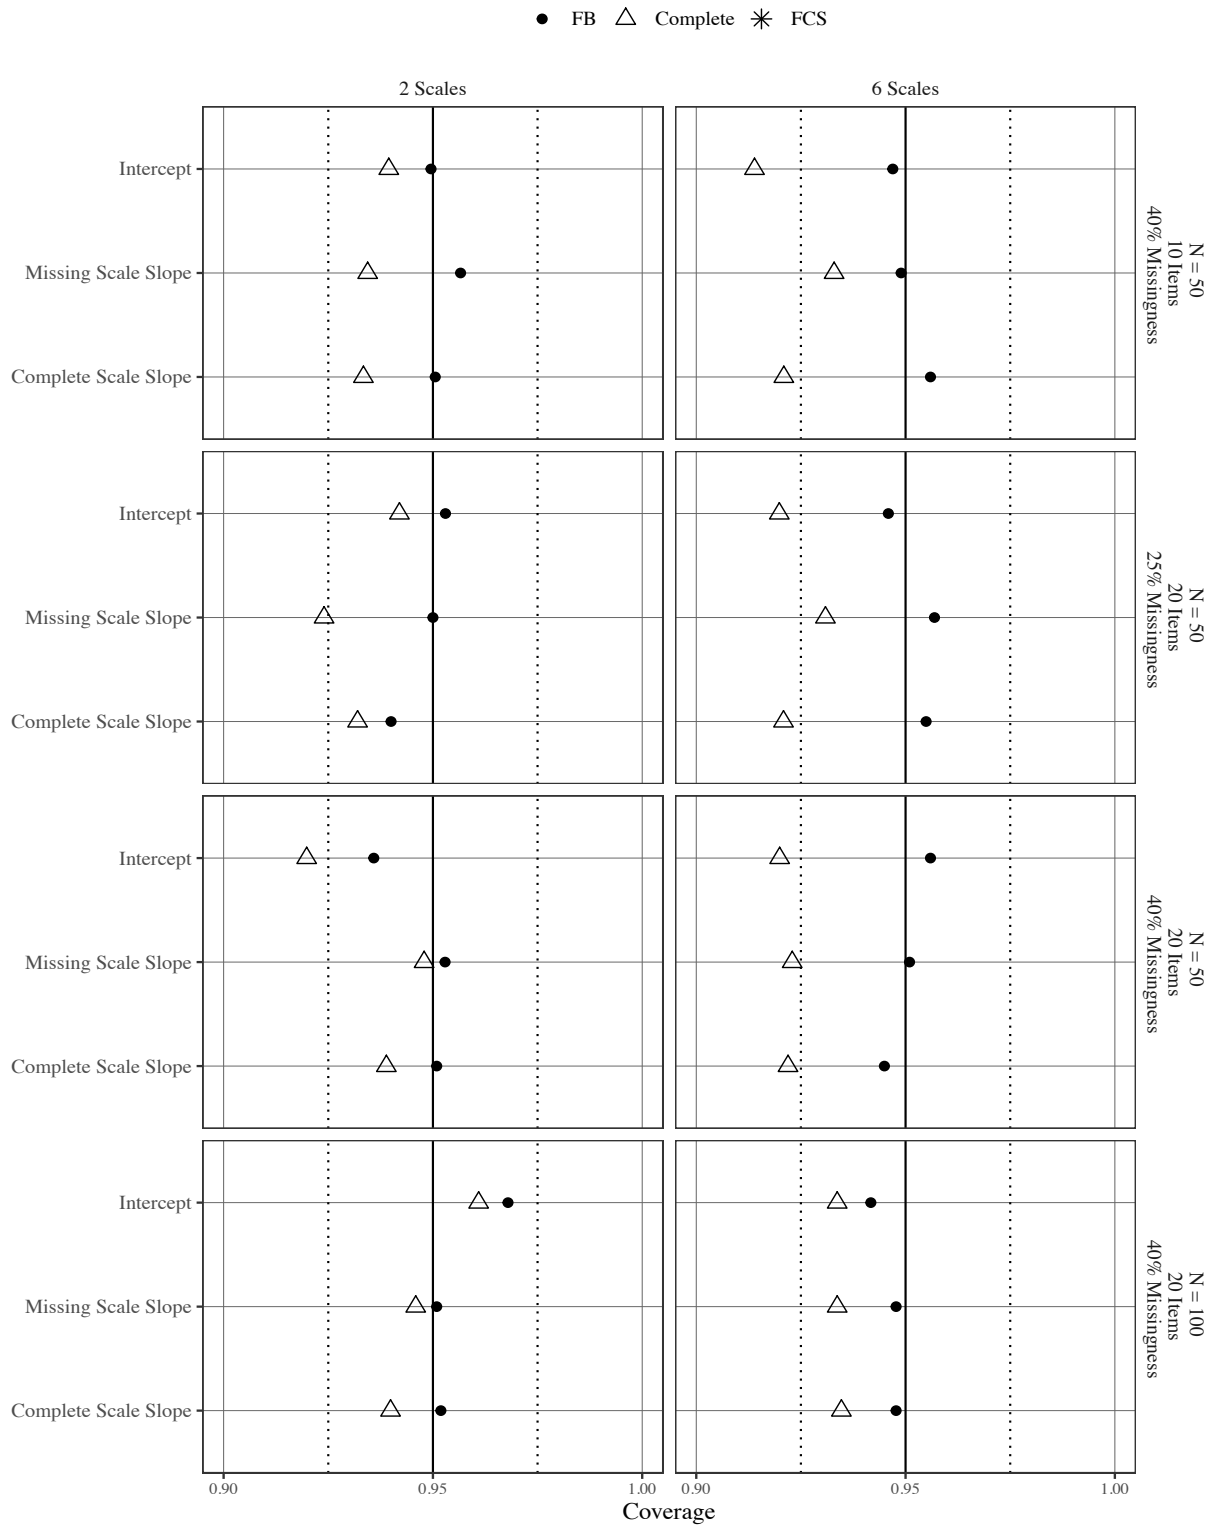 FB Complete FCS
2 Scales 6 Scales
Intercept
Missing Scale Slope
Complete Scale Slope
N = 50
10 Items
40% Missingness
Intercept
Missing Scale Slope
Complete Scale Slope
N = 50
20 Items
25% Missingness
Intercept
Missing Scale Slope
Complete Scale Slope
N = 50
20 Items
40% Missingness
Intercept
Missing Scale Slope
Complete Scale Slope
N = 100
20 Items
40% Missingness
0.90 0.95 1.00 0.90 0.95 1.00
Coverage